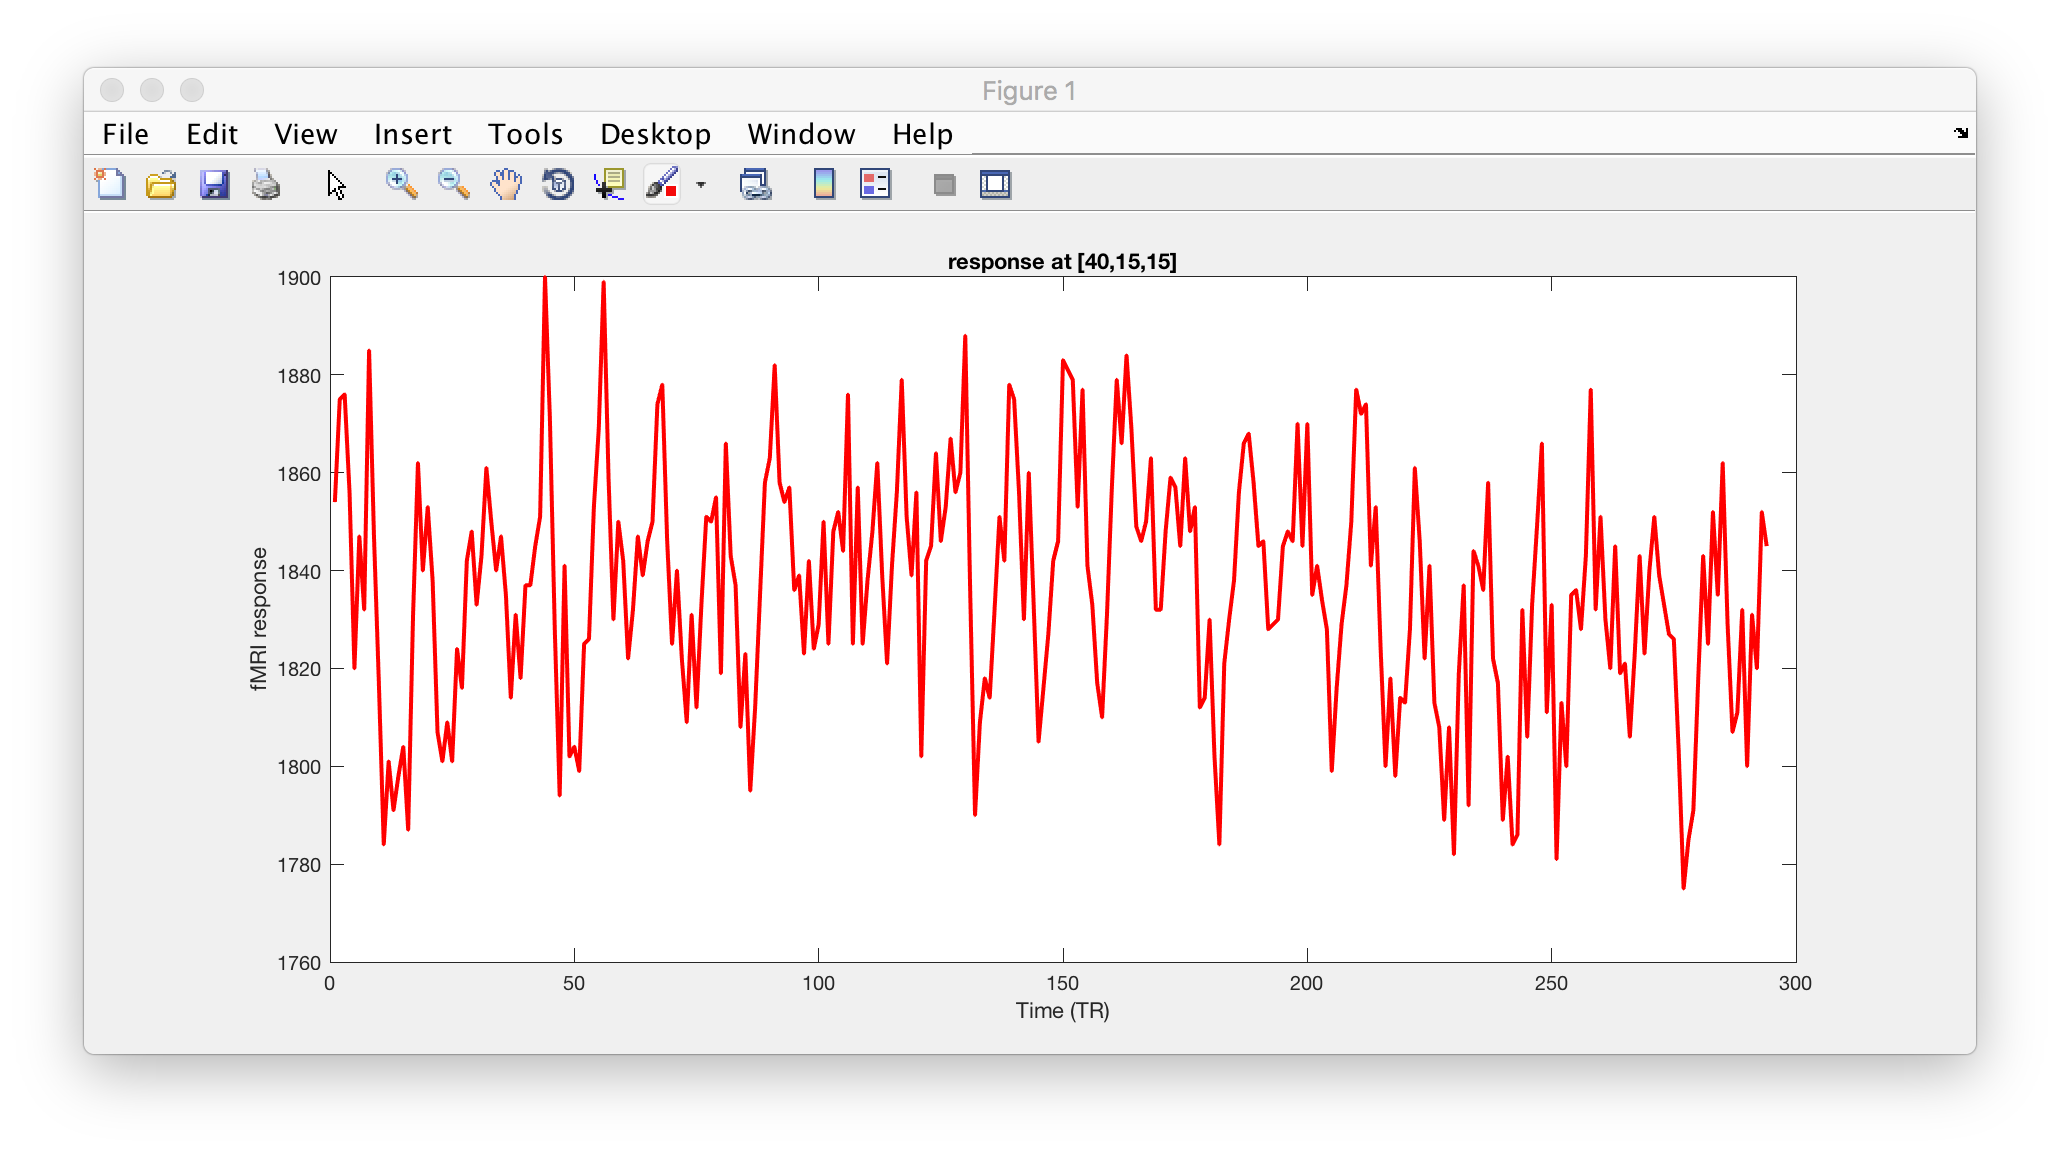 Figure 1
File Edit View Insert Tools Desktop Window Help
response at [40,15,15]
1900
1880
1860
1840
1820
1800
1780
1760
fMRI response
0 50 100 150 200 250 300
Time (TR)